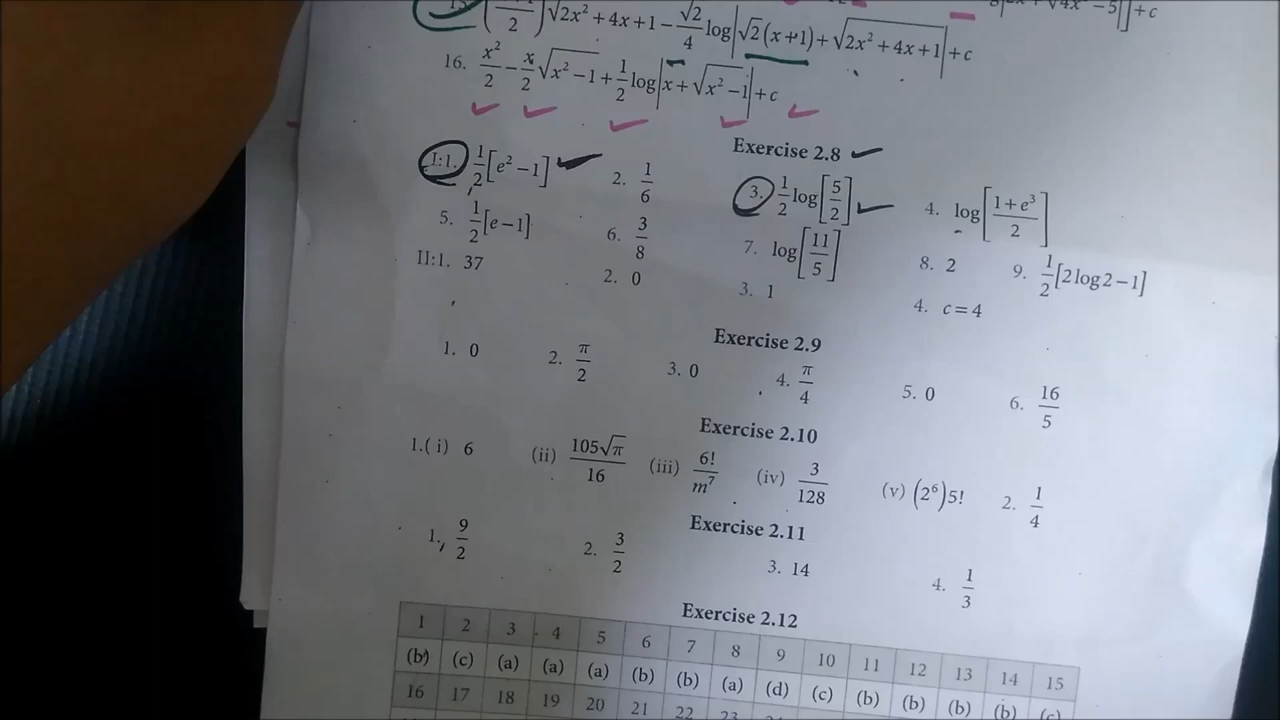 2)√2x² + 4x + 1 − √2/4 log|√2(x+1) + √2x² + 4x + 1| + c
16. x²/2 − x/2 √x² − 1 + 1/2 log|x + √x² − 1| + c
Exercise 2.8
I:1. 1/2[e² − 1] 2. 1/6 3. 1/2 log[5/2] 4. log[1 + e³/2]
5. 1/2[e − 1] 6. 3/8 7. log[11/5] 8. 2 9. 1/2[2 log 2 − 1]
II:1. 37 2. 0 3. 1 4. c = 4
Exercise 2.9
1. 0 2. π/2 3. 0 4. π/4 5. 0 6. 16/5
Exercise 2.10
1.(i) 6 (ii) 105√π/16 (iii) 6!/m⁷ (iv) 3/128 (v) (2⁶)5! 2. 1/4
Exercise 2.11
1. 9/2 2. 3/2 3. 14 4. 1/3
Exercise 2.12
1 2 3 4 5 6 7 8 9 10 11 12 13 14 15
(b) (c) (a) (a) (a) (b) (b) (a) (d) (c) (b) (b) (b) (b) (c)
16 17 18 19 20 21 22 23